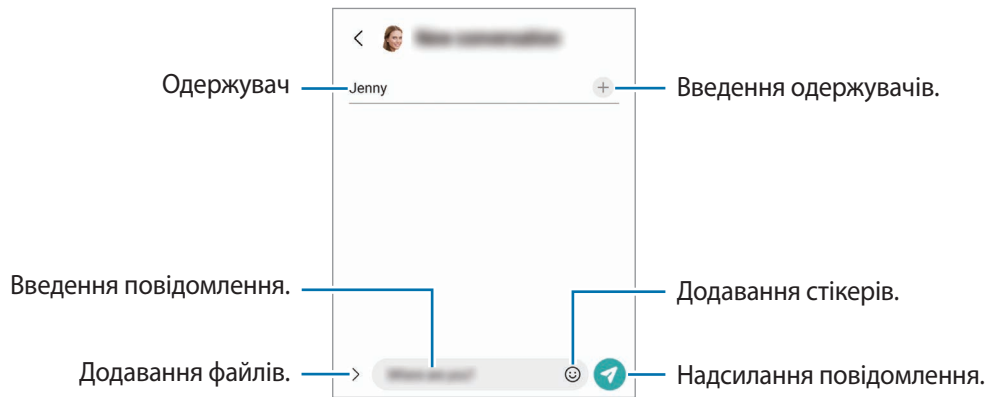 Одержувач
Jenny
Введення одержувачів.
Введення повідомлення.
Додавання стікерів.
Додавання файлів.
Надсилання повідомлення.